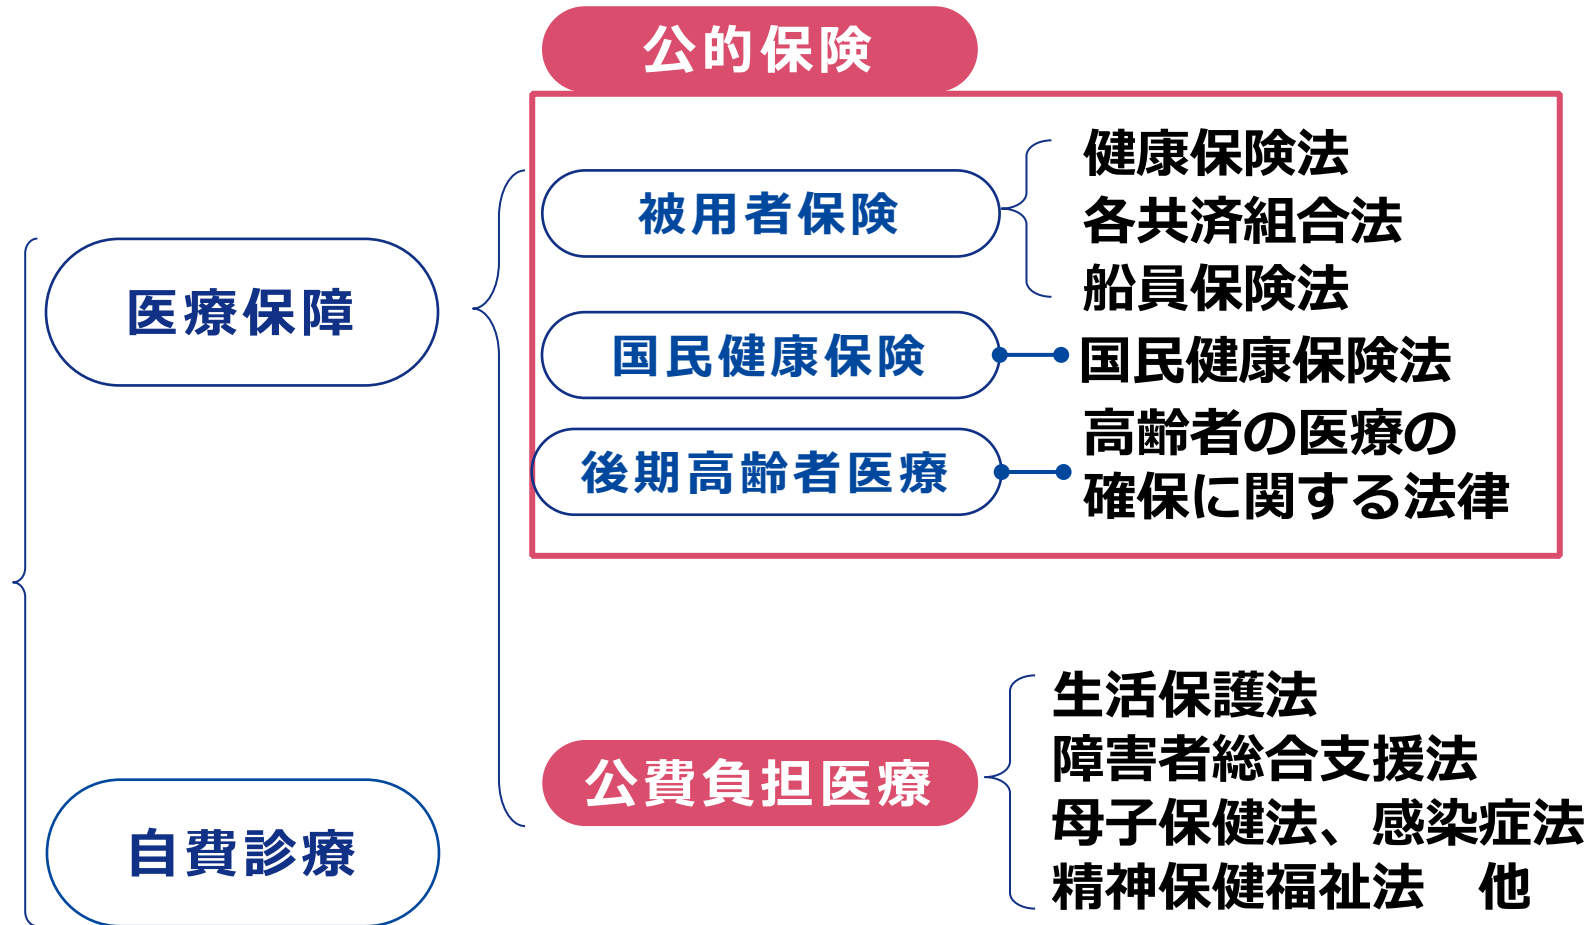 公的保険
医療保障
被用者保険
健康保険法
各共済組合法
船員保険法
国民健康保険
国民健康保険法
後期高齢者医療
高齢者の医療の
確保に関する法律
公費負担医療
生活保護法
障害者総合支援法
母子保健法、感染症法
精神保健福祉法　他
自費診療